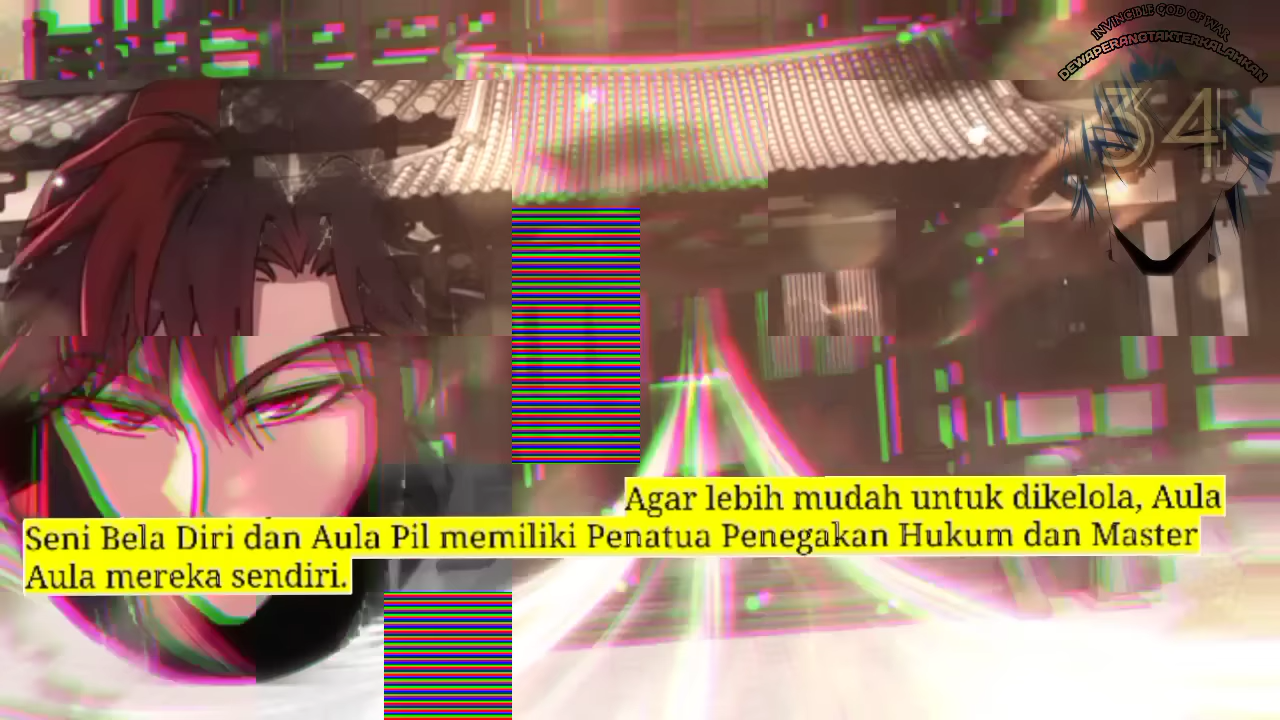 INVINCIBLE GOD OF WAR
DEWAPERANGTAKTERKALAHKAN
34
Agar lebih mudah untuk dikelola, Aula
Seni Bela Diri dan Aula Pil memiliki Penatua Penegakan Hukum dan Master
Aula mereka sendiri.